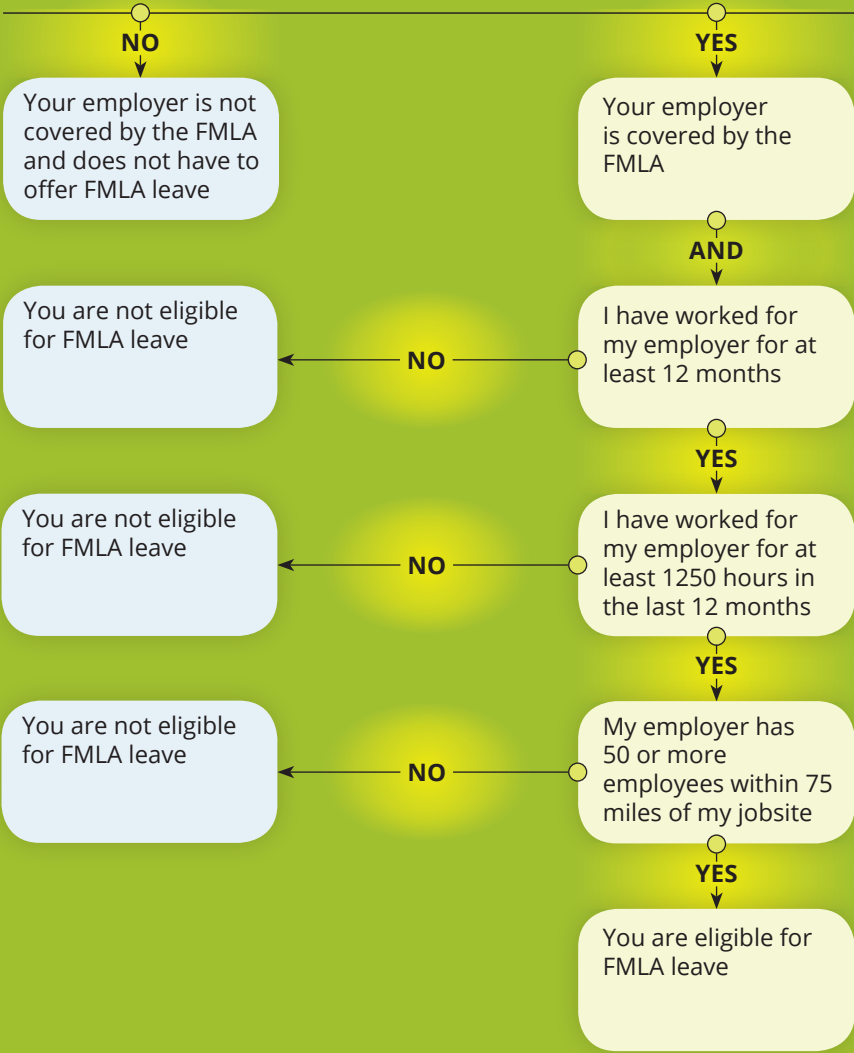 NO
YES
Your employer is not
covered by the FMLA
and does not have to
offer FMLA leave
Your employer
is covered by the
FMLA
AND
You are not eligible
for FMLA leave
NO
I have worked for
my employer for at
least 12 months
YES
You are not eligible
for FMLA leave
NO
I have worked for
my employer for at
least 1250 hours in
the last 12 months
YES
You are not eligible
for FMLA leave
NO
My employer has
50 or more
employees within 75
miles of my jobsite
YES
You are eligible for
FMLA leave